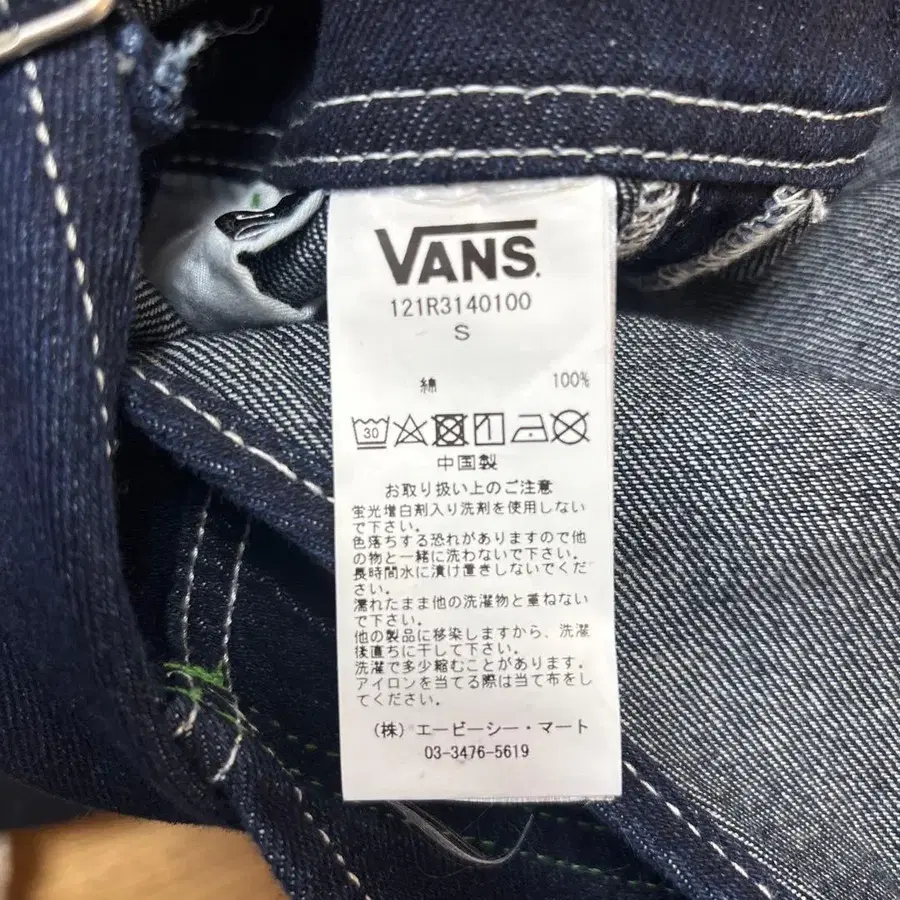 VANS.
121R3140100
S
綿 100%
30
中国製
お取り扱い上のご注意
蛍光増白剤入り洗剤を使用しない
で下さい。
色落ちする恐れがありますので他
の物と一緒に洗わないで下さい。
長時間水に漬け置きしないでくだ
さい。
濡れたまま他の洗濯物と重ねない
で下さい。
他の製品に移染しますから、洗濯
後直ちに干して下さい。
洗濯で多少縮むことがあります。
アイロンを当てる際は当て布をし
てください。
(株)エービーシー・マート
03-3476-5619